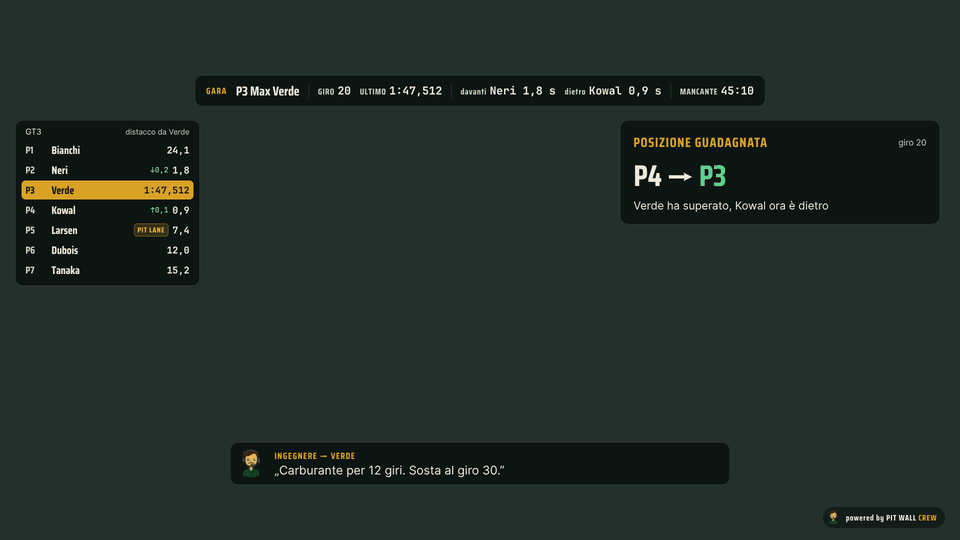 GARA P3 Max Verde GIRO 20 ULTIMO 1:47,512 davanti Neri 1,8 s dietro Kowal 0,9 s MANCANTE 45:10
GT3 distacco da Verde
P1 Bianchi 24,1
P2 Neri ↓0,2 1,8
P3 Verde 1:47,512
P4 Kowal ↑0,1 0,9
P5 Larsen PIT LANE 7,4
P6 Dubois 12,0
P7 Tanaka 15,2
POSIZIONE GUADAGNATA giro 20
P4 → P3
Verde ha superato, Kowal ora è dietro
INGEGNERE → VERDE
„Carburante per 12 giri. Sosta al giro 30.”
powered by PIT WALL CREW